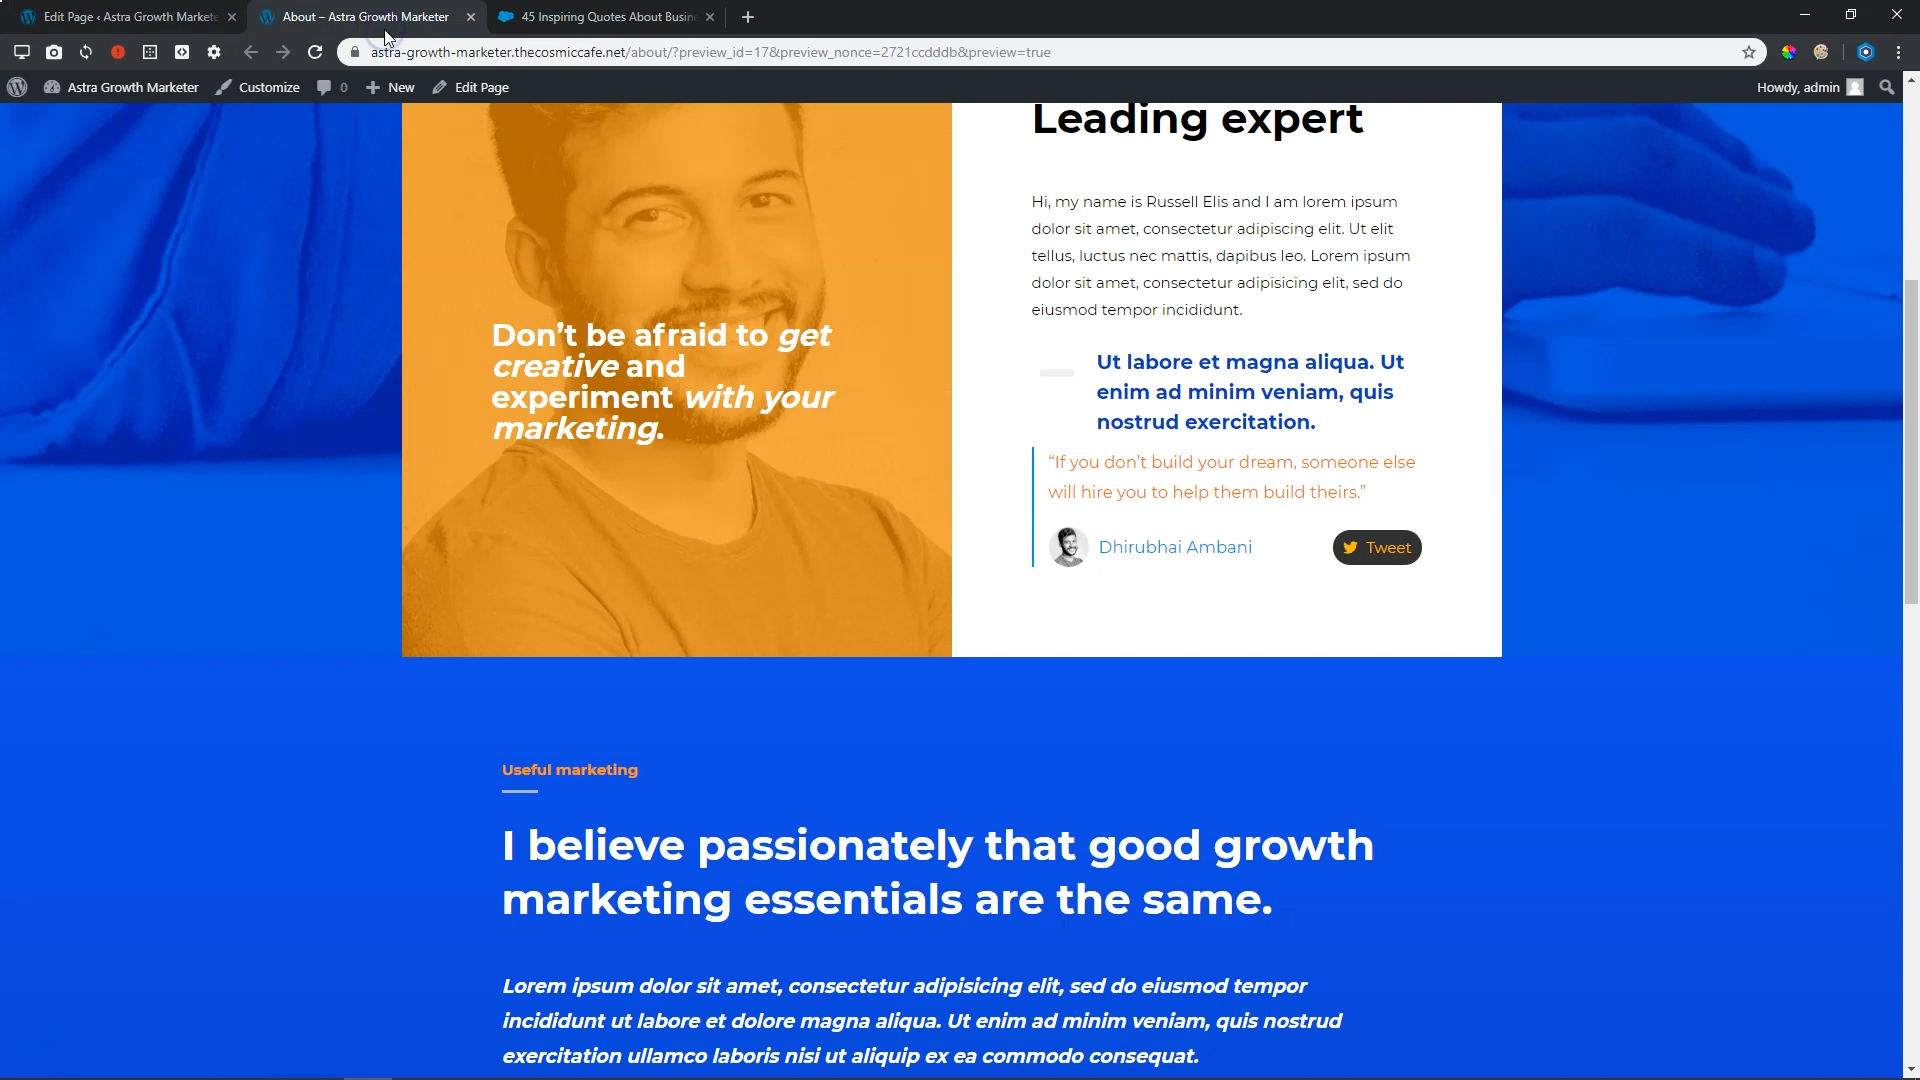 Edit Page ‹ Astra Growth Markete
About – Astra Growth Marketer
45 Inspiring Quotes About Busin
astra-growth-marketer.thecosmiccafe.net/about/?preview_id=17&preview_nonce=2721ccdddb&preview=true
Astra Growth Marketer
Customize
0
New
Edit Page
Howdy, admin
Leading expert
Hi, my name is Russell Elis and I am lorem ipsum
dolor sit amet, consectetur adipiscing elit. Ut elit
tellus, luctus nec mattis, dapibus leo. Lorem ipsum
dolor sit amet, consectetur adipisicing elit, sed do
eiusmod tempor incididunt.
Don’t be afraid to get
creative and
experiment with your
marketing.
Ut labore et magna aliqua. Ut
enim ad minim veniam, quis
nostrud exercitation.
“If you don’t build your dream, someone else
will hire you to help them build theirs.”
Dhirubhai Ambani
Tweet
Useful marketing
I believe passionately that good growth
marketing essentials are the same.
Lorem ipsum dolor sit amet, consectetur adipisicing elit, sed do eiusmod tempor
incididunt ut labore et dolore magna aliqua. Ut enim ad minim veniam, quis nostrud
exercitation ullamco laboris nisi ut aliquip ex ea commodo consequat.